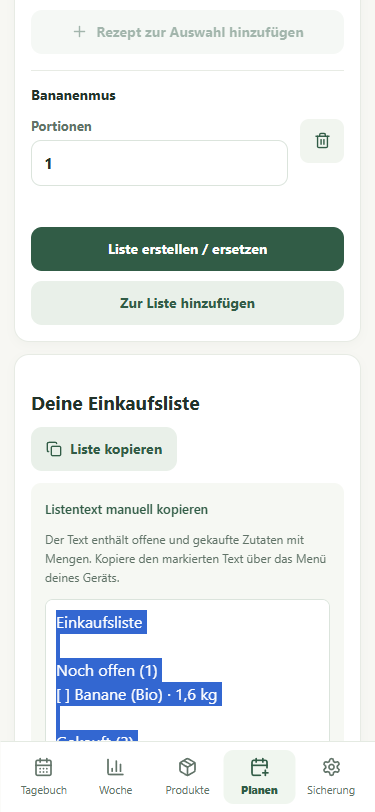 Rezept zur Auswahl hinzufügen
Bananenmus
Portionen
1
Liste erstellen / ersetzen
Zur Liste hinzufügen
Deine Einkaufsliste
Liste kopieren
Listentext manuell kopieren
Der Text enthält offene und gekaufte Zutaten mit
Mengen. Kopiere den markierten Text über das Menü
deines Geräts.
Einkaufsliste
Noch offen (1)
[ ] Banane (Bio) · 1,6 kg
Tagebuch
Woche
Produkte
Planen
Sicherung